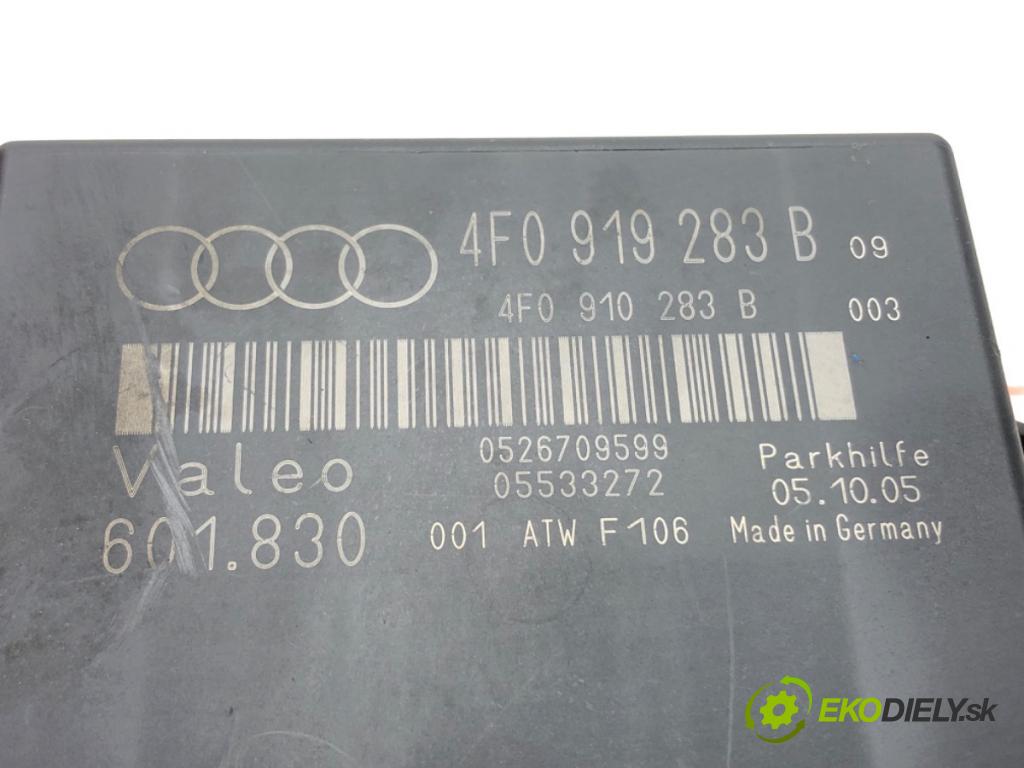 4F0 919 283 B 09
4F0 910 283 B 003
Valeo
0526709599
05533272
Parkhilfe
05.10.05
601.830
001 ATW F106
Made in Germany
EKODIELY.sk